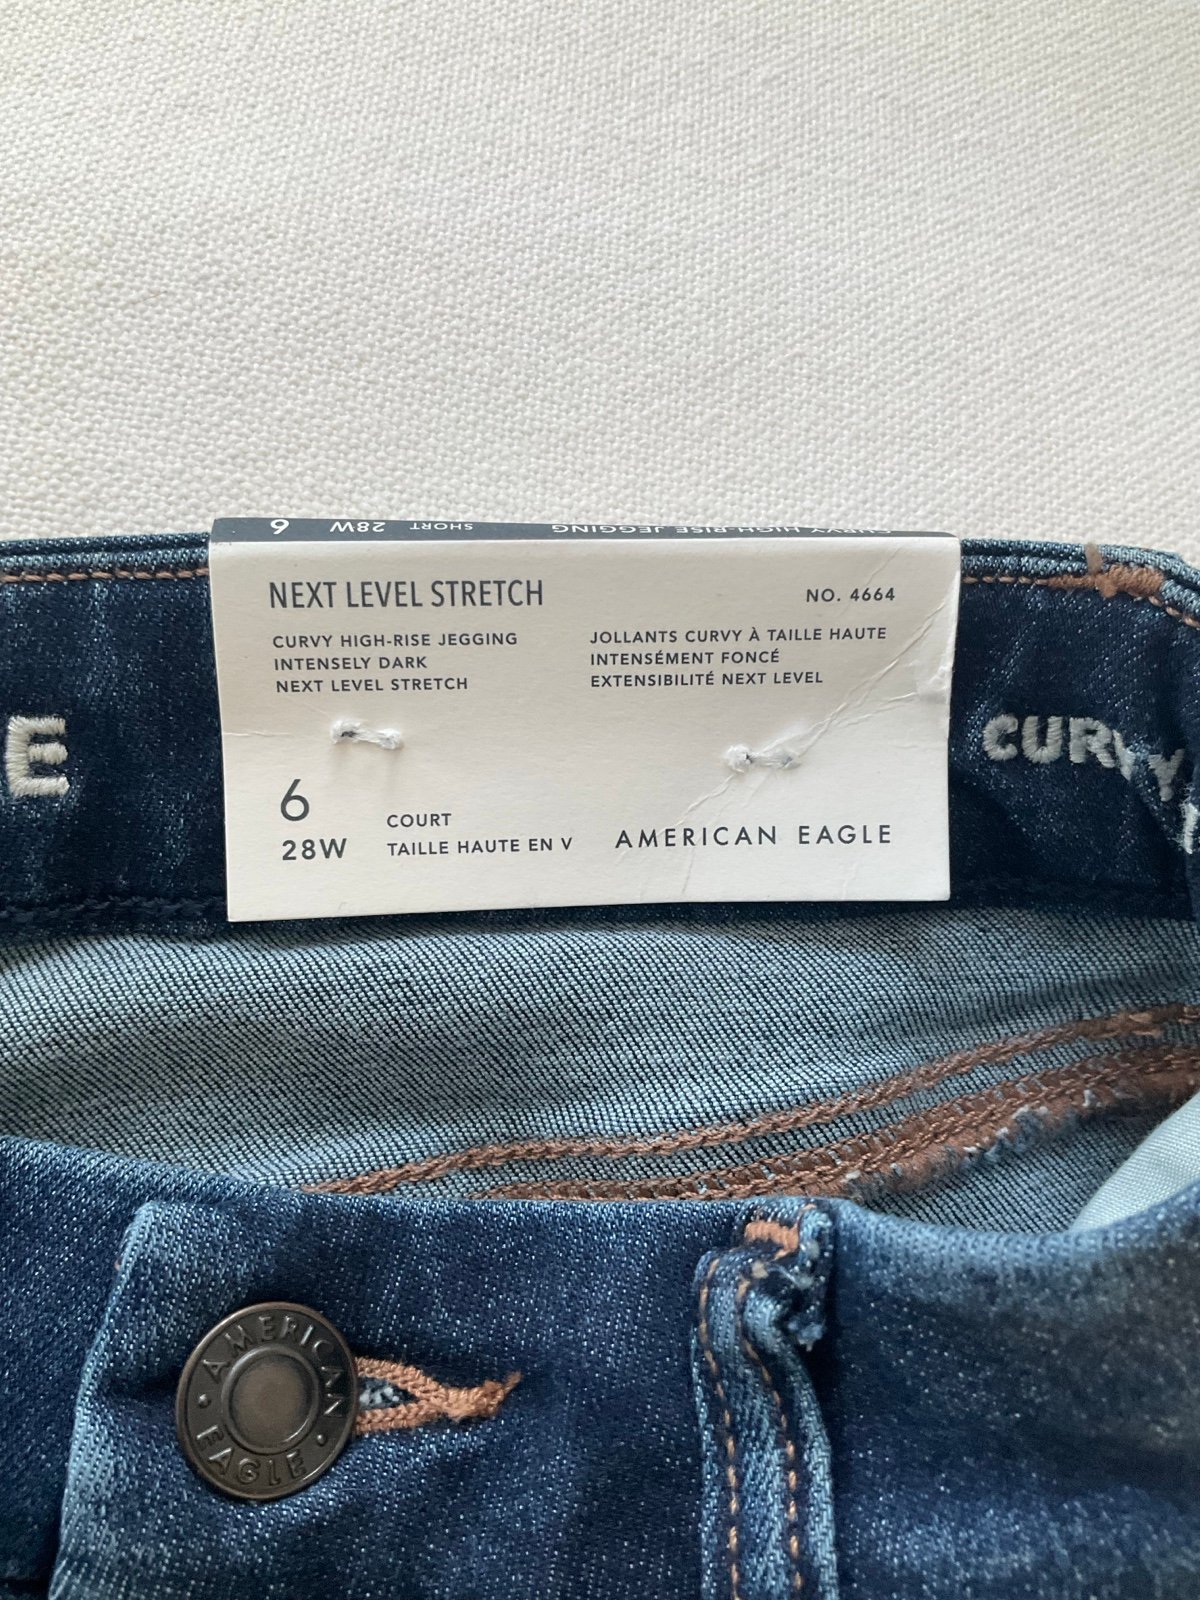 6 28W SHORT CURVY HIGH-RISE JEGGING
NEXT LEVEL STRETCH
NO. 4664
CURVY HIGH-RISE JEGGING
INTENSELY DARK
NEXT LEVEL STRETCH
JOLLANTS CURVY À TAILLE HAUTE
INTENSÉMENT FONCÉ
EXTENSIBILITÉ NEXT LEVEL
E
CURVY
6
28W
COURT
TAILLE HAUTE EN V
AMERICAN EAGLE
AMERICAN
EAGLE